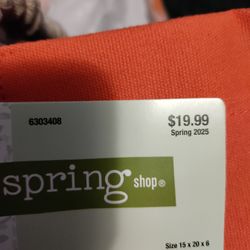 6303408
$19.99
Spring 2025
spring shop®
Size 15 x 20 x 6